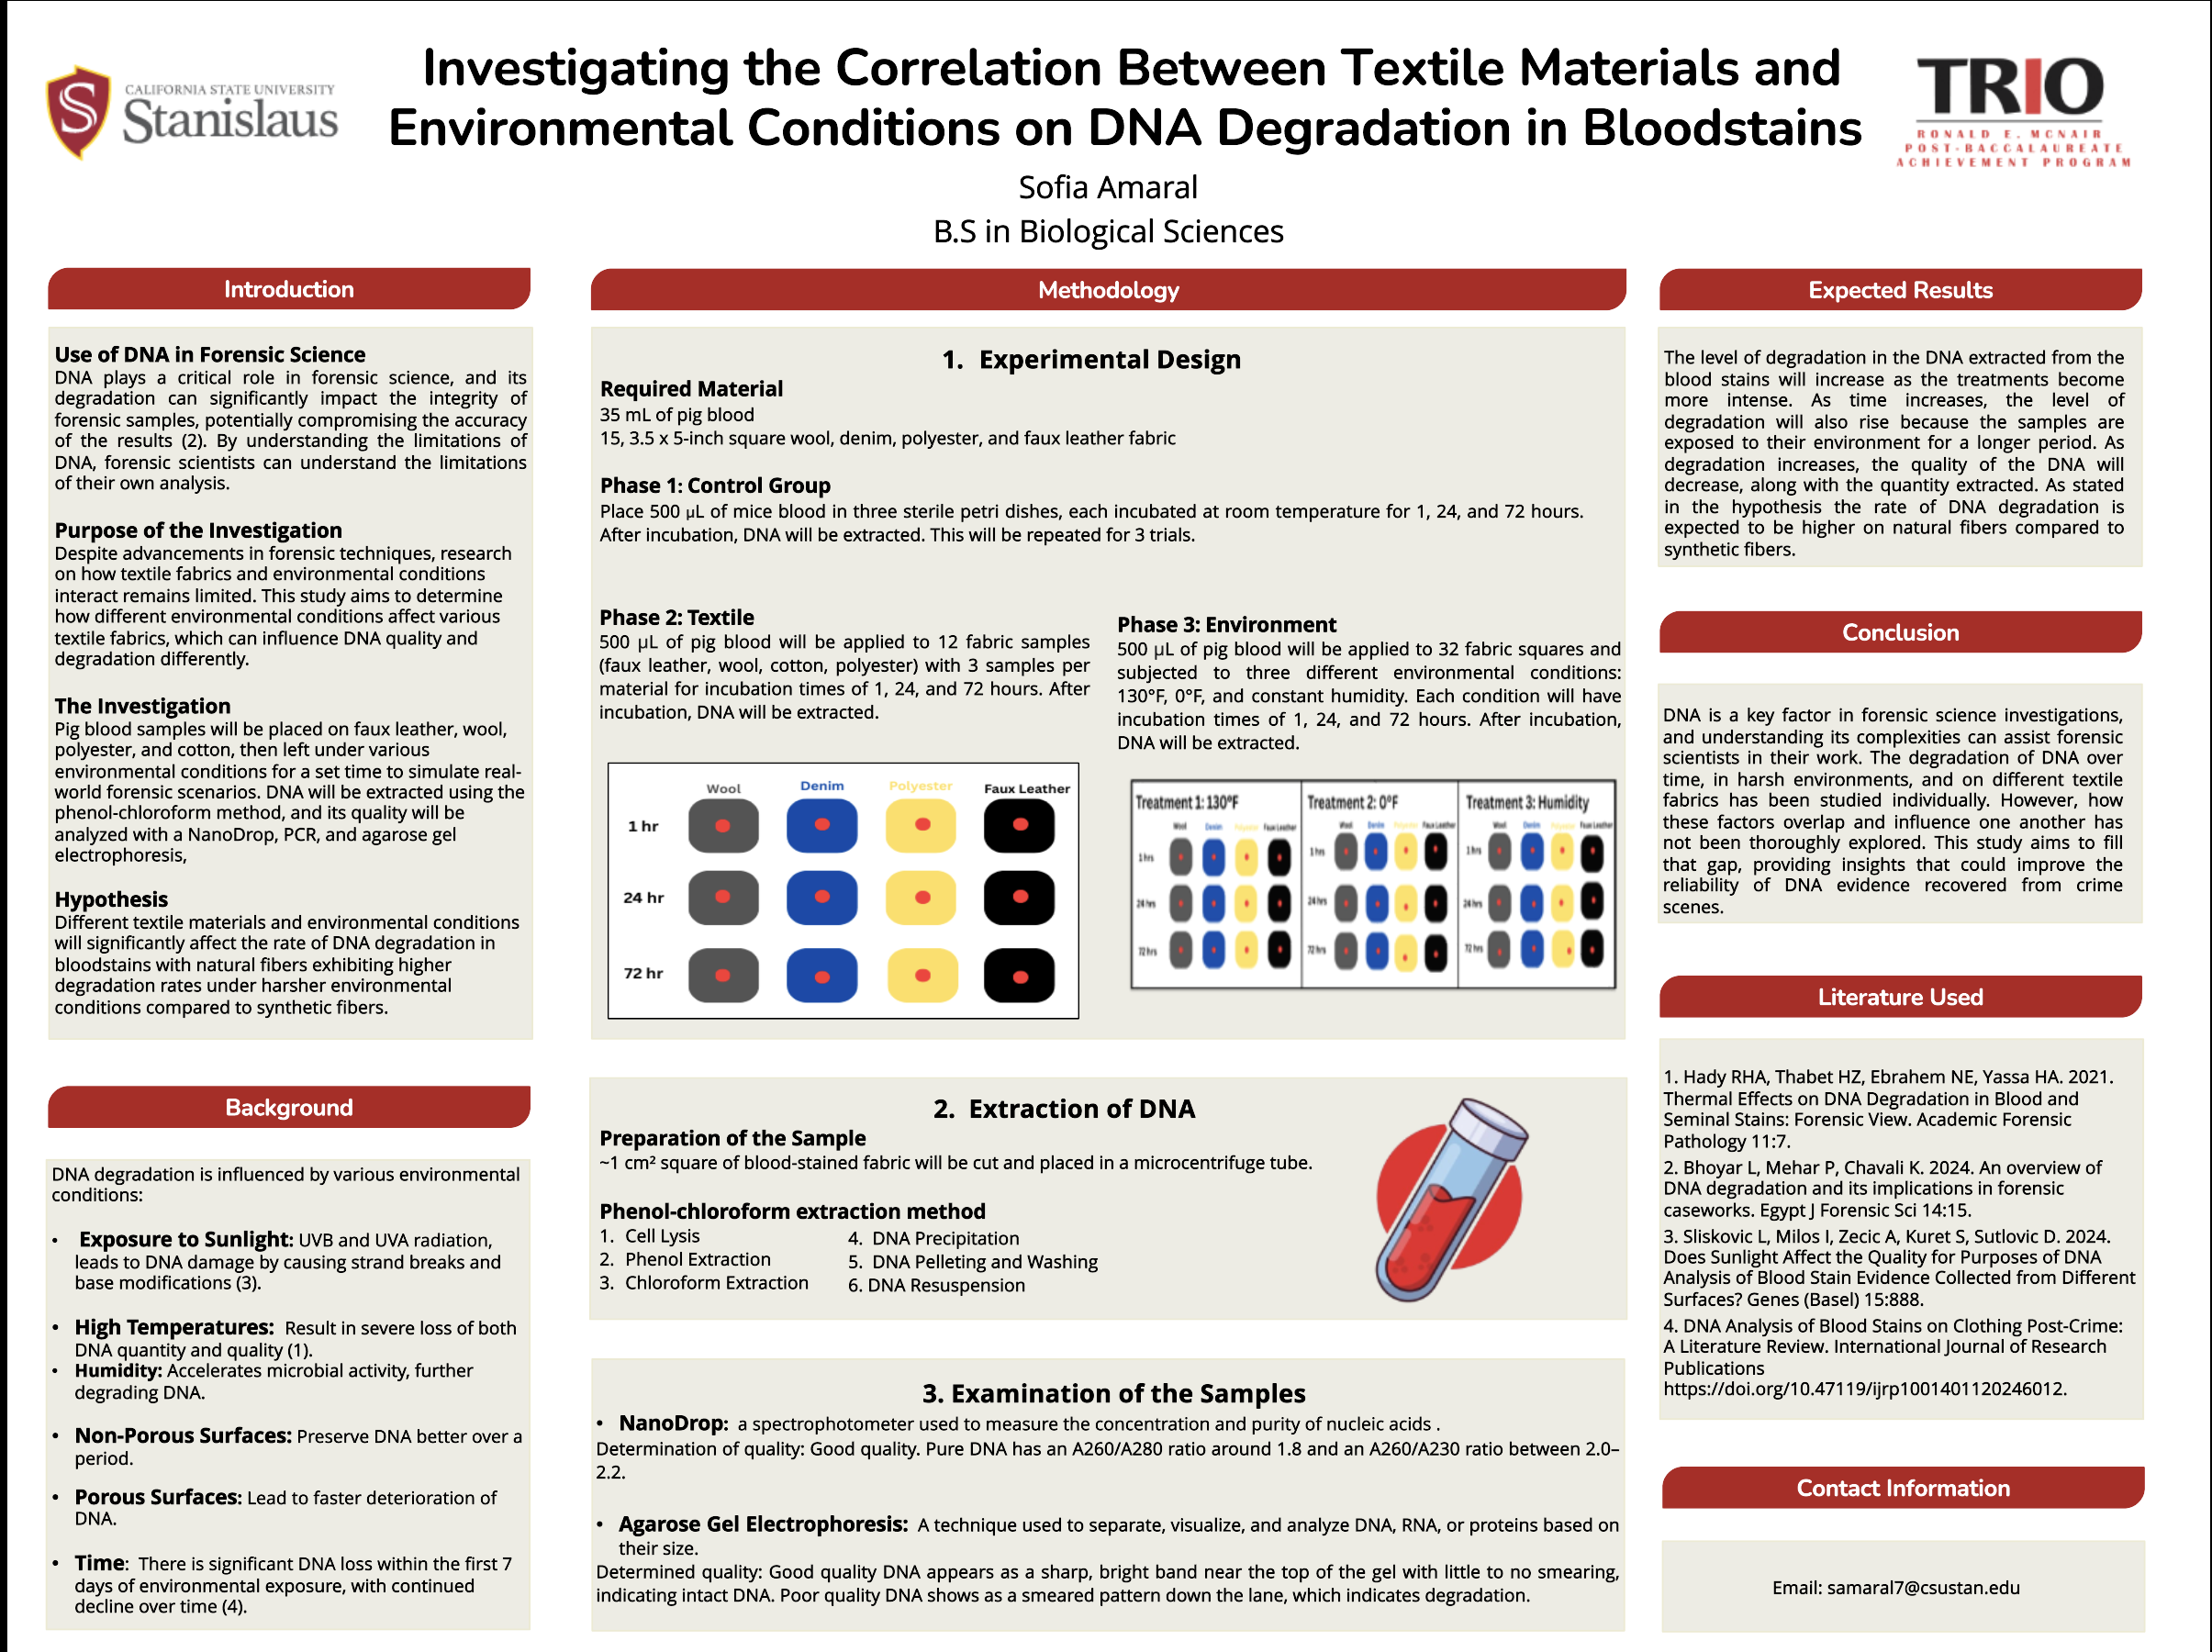 CALIFORNIA STATE UNIVERSITY
Stanislaus
Investigating the Correlation Between Textile Materials and
Environmental Conditions on DNA Degradation in Bloodstains
TRIO
RONALD E. MCNAIR
POST-BACCALAUREATE
ACHIEVEMENT PROGRAM
Sofia Amaral
B.S in Biological Sciences
Introduction
Use of DNA in Forensic Science
DNA plays a critical role in forensic science, and its
degradation can significantly impact the integrity of
forensic samples, potentially compromising the accuracy
of the results (2). By understanding the limitations of
DNA, forensic scientists can understand the limitations
of their own analysis.
Purpose of the Investigation
Despite advancements in forensic techniques, research
on how textile fabrics and environmental conditions
interact remains limited. This study aims to determine
how different environmental conditions affect various
textile fabrics, which can influence DNA quality and
degradation differently.
The Investigation
Pig blood samples will be placed on faux leather, wool,
polyester, and cotton, then left under various
environmental conditions for a set time to simulate real-
world forensic scenarios. DNA will be extracted using the
phenol-chloroform method, and its quality will be
analyzed with a NanoDrop, PCR, and agarose gel
electrophoresis,
Hypothesis
Different textile materials and environmental conditions
will significantly affect the rate of DNA degradation in
bloodstains with natural fibers exhibiting higher
degradation rates under harsher environmental
conditions compared to synthetic fibers.
Background
DNA degradation is influenced by various environmental
conditions:
• Exposure to Sunlight: UVB and UVA radiation,
leads to DNA damage by causing strand breaks and
base modifications (3).
• High Temperatures: Result in severe loss of both
DNA quantity and quality (1).
• Humidity: Accelerates microbial activity, further
degrading DNA.
• Non-Porous Surfaces: Preserve DNA better over a
period.
• Porous Surfaces: Lead to faster deterioration of
DNA.
• Time: There is significant DNA loss within the first 7
days of environmental exposure, with continued
decline over time (4).
Methodology
1. Experimental Design
Required Material
35 mL of pig blood
15, 3.5 x 5-inch square wool, denim, polyester, and faux leather fabric
Phase 1: Control Group
Place 500 μL of mice blood in three sterile petri dishes, each incubated at room temperature for 1, 24, and 72 hours.
After incubation, DNA will be extracted. This will be repeated for 3 trials.
Phase 2: Textile
500 μL of pig blood will be applied to 12 fabric samples
(faux leather, wool, cotton, polyester) with 3 samples per
material for incubation times of 1, 24, and 72 hours. After
incubation, DNA will be extracted.
Wool Denim Polyester Faux Leather
1 hr
24 hr
72 hr
Phase 3: Environment
500 μL of pig blood will be applied to 32 fabric squares and
subjected to three different environmental conditions:
130°F, 0°F, and constant humidity. Each condition will have
incubation times of 1, 24, and 72 hours. After incubation,
DNA will be extracted.
Treatment 1: 130°F
Wool Denim Polyester Faux Leather
1 hrs
24 hrs
72 hrs
Treatment 2: 0°F
Wool Denim Polyester Faux Leather
1 hrs
24 hrs
72 hrs
Treatment 3: Humidity
Wool Denim Polyester Faux Leather
1 hrs
24 hrs
72 hrs
2. Extraction of DNA
Preparation of the Sample
~1 cm² square of blood-stained fabric will be cut and placed in a microcentrifuge tube.
Phenol-chloroform extraction method
1. Cell Lysis
2. Phenol Extraction
3. Chloroform Extraction
4. DNA Precipitation
5. DNA Pelleting and Washing
6. DNA Resuspension
3. Examination of the Samples
• NanoDrop: a spectrophotometer used to measure the concentration and purity of nucleic acids .
Determination of quality: Good quality. Pure DNA has an A260/A280 ratio around 1.8 and an A260/A230 ratio between 2.0–
2.2.
• Agarose Gel Electrophoresis: A technique used to separate, visualize, and analyze DNA, RNA, or proteins based on
their size.
Determined quality: Good quality DNA appears as a sharp, bright band near the top of the gel with little to no smearing,
indicating intact DNA. Poor quality DNA shows as a smeared pattern down the lane, which indicates degradation.
Expected Results
The level of degradation in the DNA extracted from the
blood stains will increase as the treatments become
more intense. As time increases, the level of
degradation will also rise because the samples are
exposed to their environment for a longer period. As
degradation increases, the quality of the DNA will
decrease, along with the quantity extracted. As stated
in the hypothesis the rate of DNA degradation is
expected to be higher on natural fibers compared to
synthetic fibers.
Conclusion
DNA is a key factor in forensic science investigations,
and understanding its complexities can assist forensic
scientists in their work. The degradation of DNA over
time, in harsh environments, and on different textile
fabrics has been studied individually. However, how
these factors overlap and influence one another has
not been thoroughly explored. This study aims to fill
that gap, providing insights that could improve the
reliability of DNA evidence recovered from crime
scenes.
Literature Used
1. Hady RHA, Thabet HZ, Ebrahem NE, Yassa HA. 2021.
Thermal Effects on DNA Degradation in Blood and
Seminal Stains: Forensic View. Academic Forensic
Pathology 11:7.
2. Bhoyar L, Mehar P, Chavali K. 2024. An overview of
DNA degradation and its implications in forensic
caseworks. Egypt J Forensic Sci 14:15.
3. Sliskovic L, Milos I, Zecic A, Kuret S, Sutlovic D. 2024.
Does Sunlight Affect the Quality for Purposes of DNA
Analysis of Blood Stain Evidence Collected from Different
Surfaces? Genes (Basel) 15:888.
4. DNA Analysis of Blood Stains on Clothing Post-Crime:
A Literature Review. International Journal of Research
Publications
https://doi.org/10.47119/ijrp1001401120246012.
Contact Information
Email: samaral7@csustan.edu